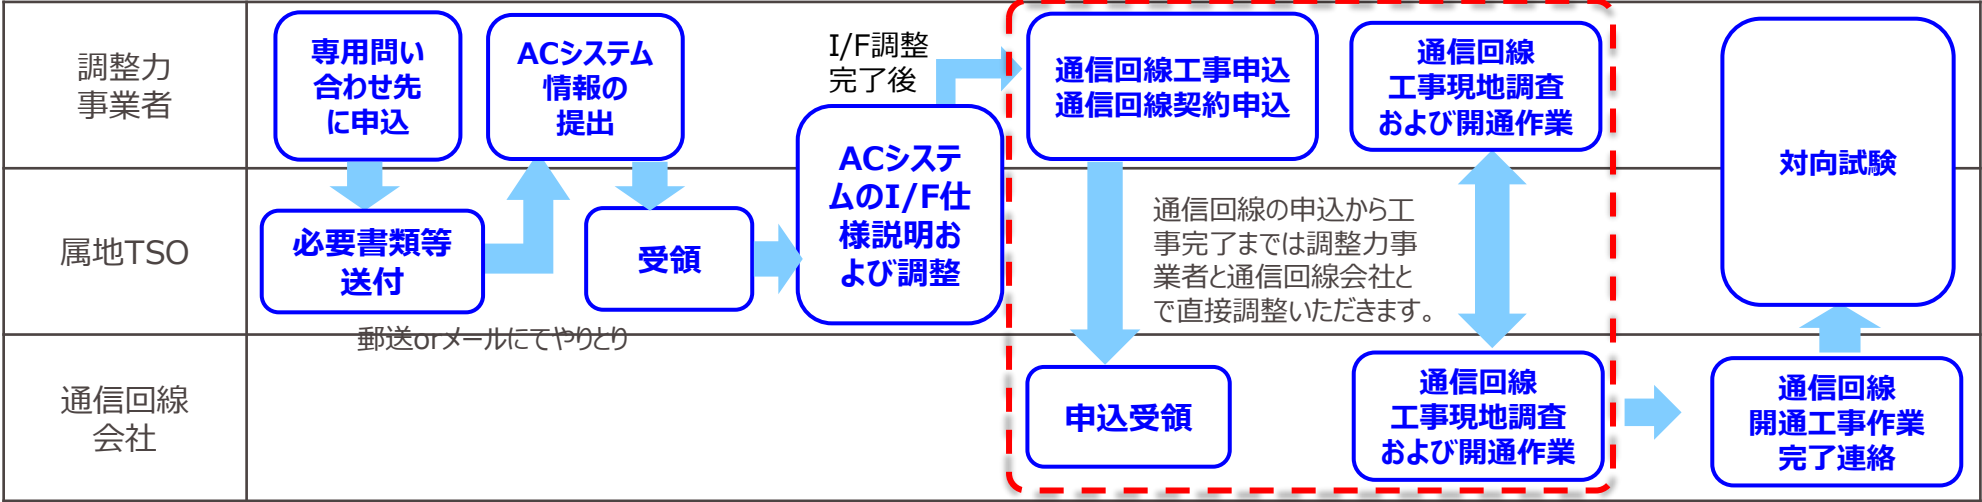 調整力
事業者
専用問い
合わせ先
に申込
ACシステム
情報の
提出
I/F調整
完了後
通信回線工事申込
通信回線契約申込
通信回線
工事現地調査
および開通作業
対向試験
属地TSO
必要書類等
送付
受領
ACシステ
ムのI/F仕
様説明お
よび調整
通信回線の申込から工
事完了までは調整力事
業者と通信回線会社と
で直接調整いただきます。
郵送orメールにてやりとり
通信回線
会社
申込受領
通信回線
工事現地調査
および開通作業
通信回線
開通工事作業
完了連絡